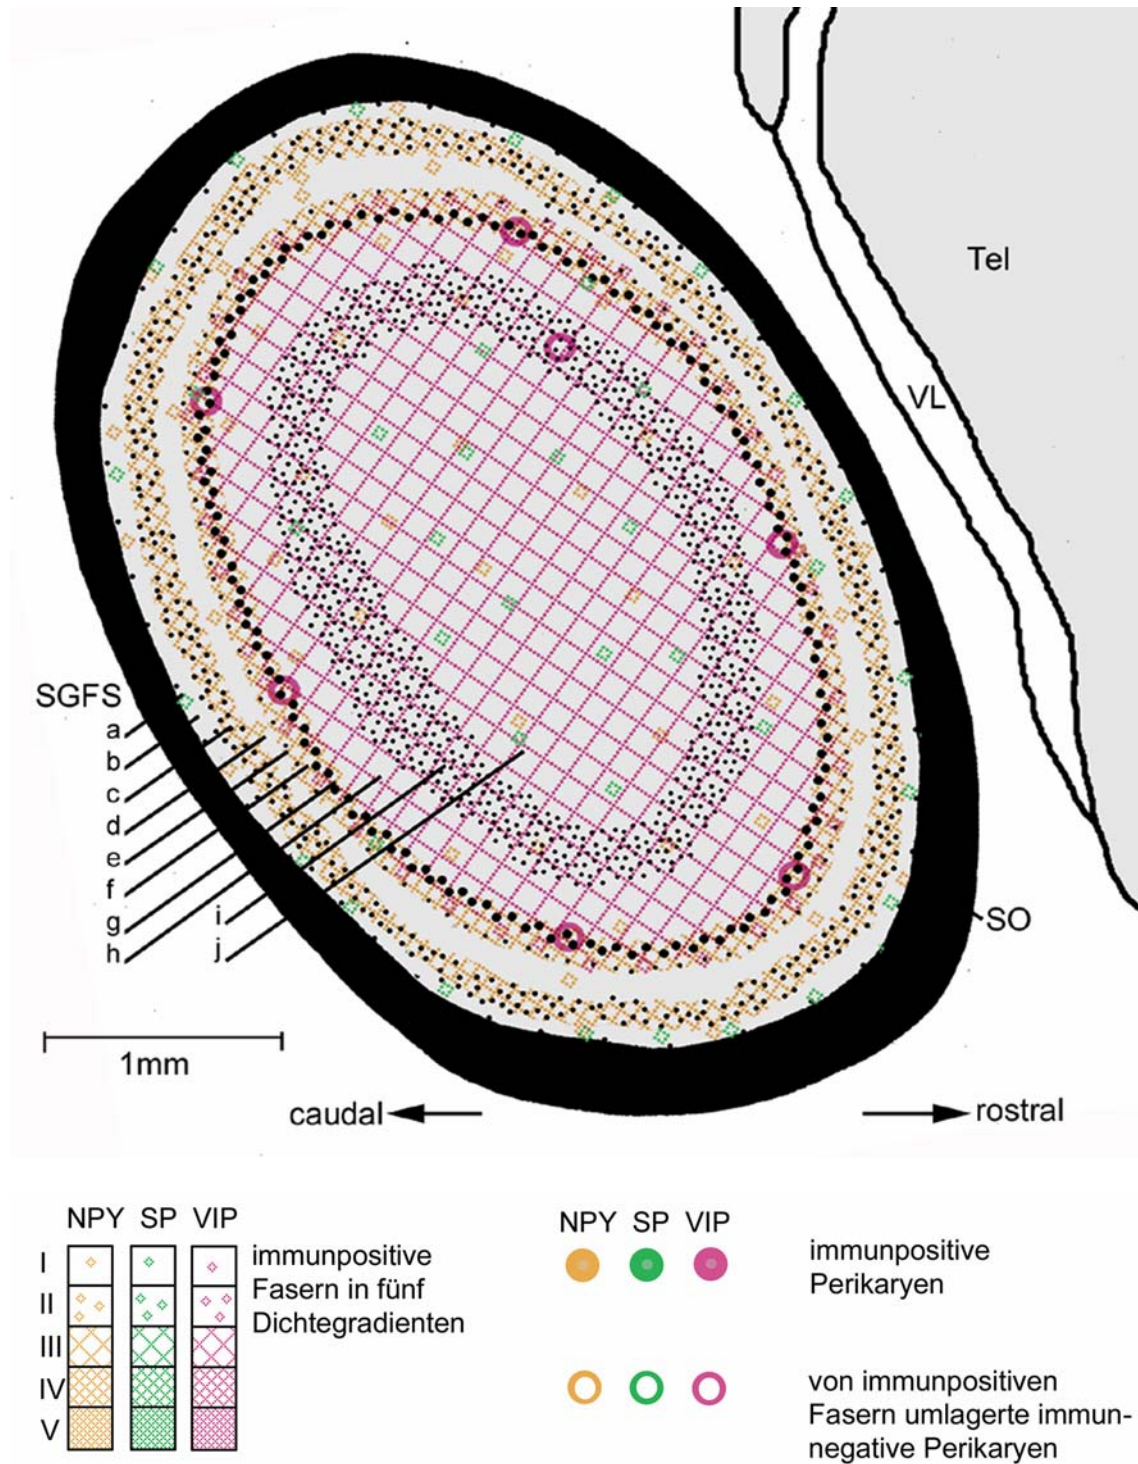 Tel
VL
SGFS
a
b
c
d
e
f
g
h
i
j
SO
1mm
caudal
rostral
NPY SP VIP
I
II
III
IV
V
immunpositive
Fasern in fünf
Dichtegradienten
NPY SP VIP
immunpositive
Perikaryen
von immunpositiven
Fasern umlagerte immun-
negative Perikaryen